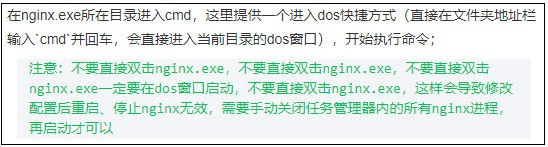 在nginx.exe所在目录进入cmd，这里提供一个进入dos快捷方式（直接在文件夹地址栏
输入`cmd`并回车，会直接进入当前目录的dos窗口），开始执行命令；
注意：不要直接双击nginx.exe，不要直接双击nginx.exe，不要直接双击
nginx.exe一定要在dos窗口启动，不要直接双击nginx.exe，这样会导致修改
配置后重启、停止nginx无效，需要手动关闭任务管理器内的所有nginx进程，
再启动才可以